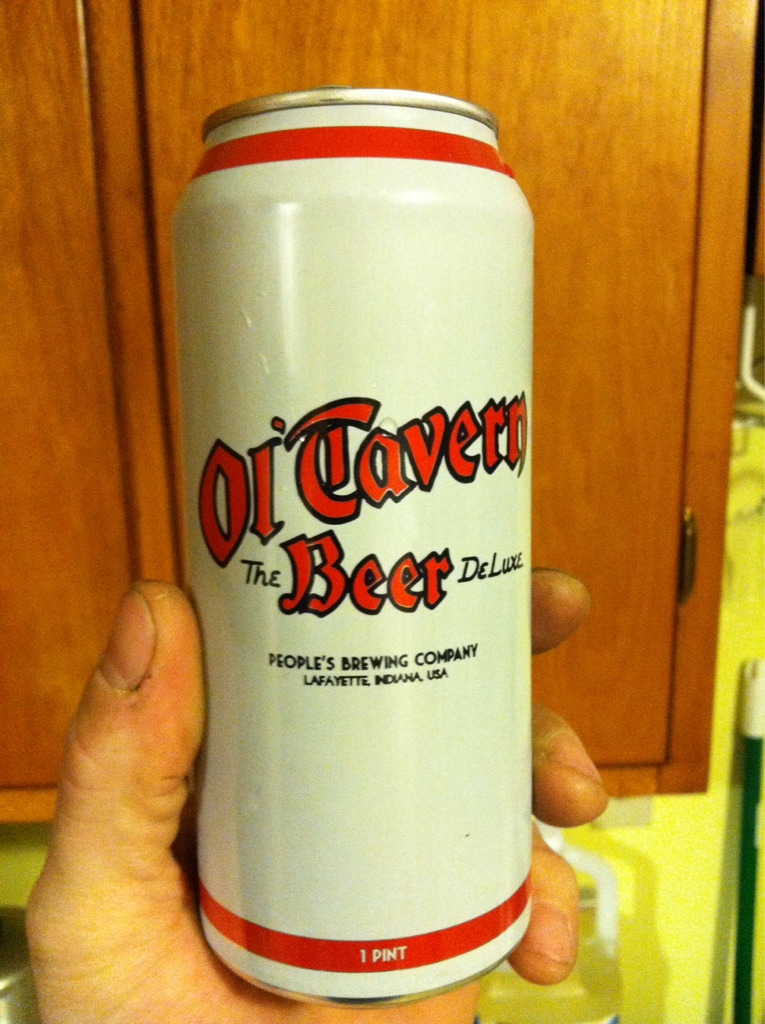 Ol' Tavern
The Beer DeLuxe
PEOPLE'S BREWING COMPANY
LAFAYETTE, INDIANA, USA
1 PINT